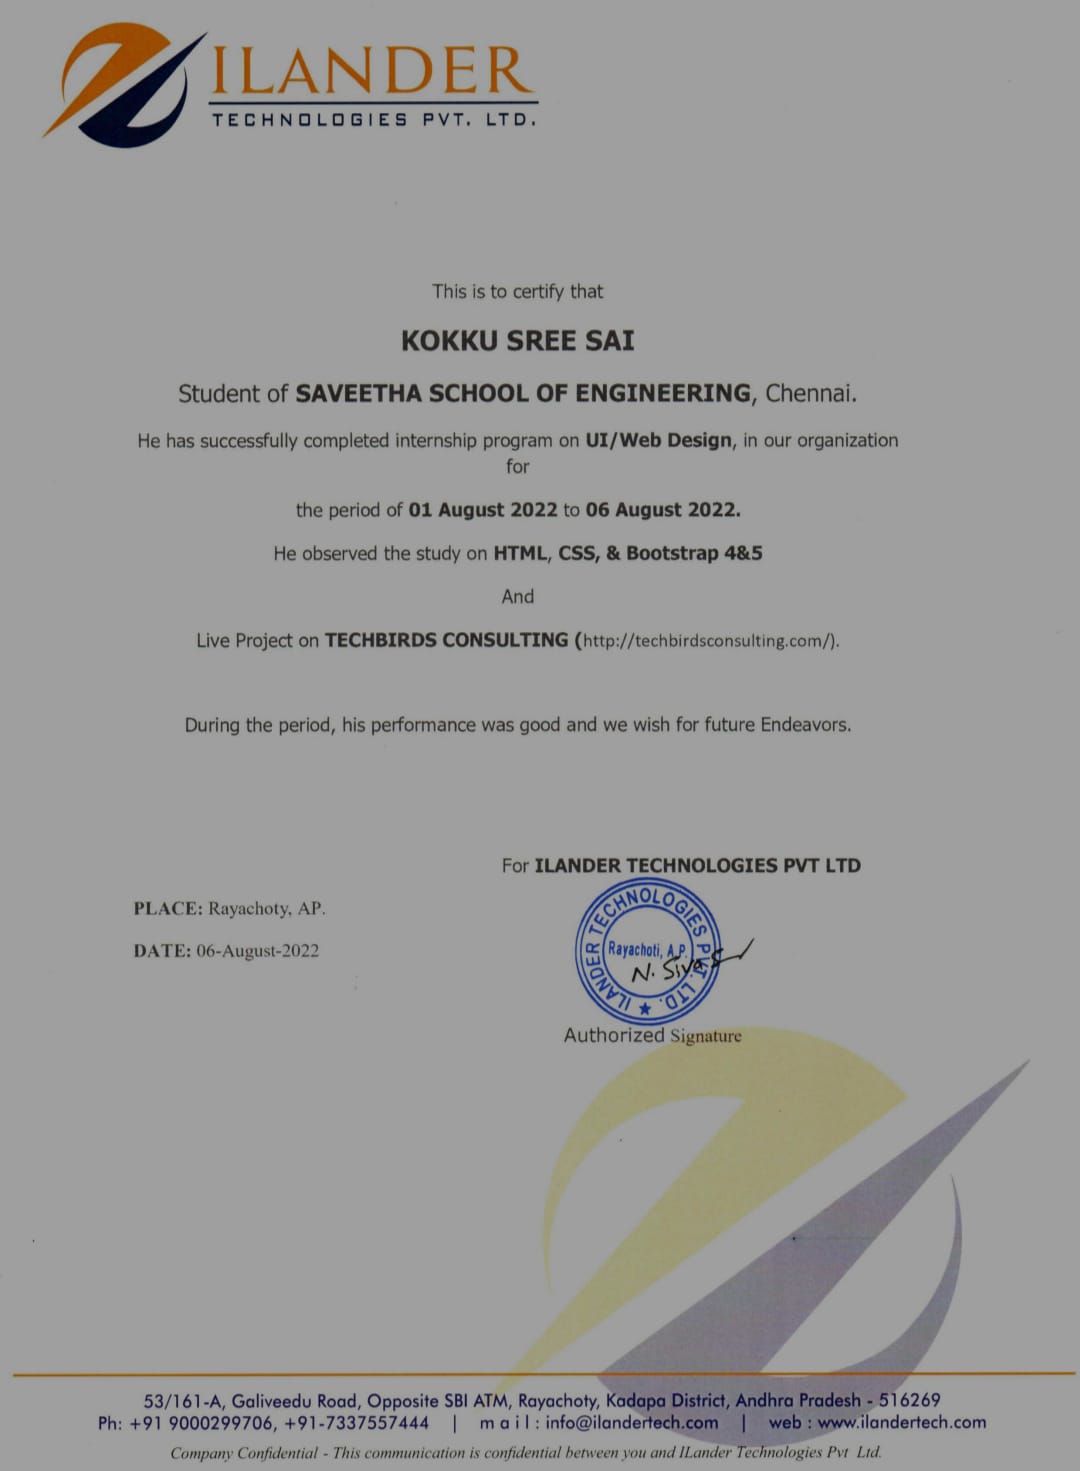 ILANDER
TECHNOLOGIES PVT. LTD.
This is to certify that
KOKKU SREE SAI
Student of SAVEETHA SCHOOL OF ENGINEERING, Chennai.
He has successfully completed internship program on UI/Web Design, in our organization
for
the period of 01 August 2022 to 06 August 2022.
He observed the study on HTML, CSS, & Bootstrap 4&5
And
Live Project on TECHBIRDS CONSULTING (http://techbirdsconsulting.com/).
During the period, his performance was good and we wish for future Endeavors.
For ILANDER TECHNOLOGIES PVT LTD
PLACE: Rayachoty, AP.
DATE: 06-August-2022
ILANDER TECHNOLOGIES PVT. LTD.
Rayachoti, A.P.
N. Siva
Authorized Signature
53/161-A, Galiveedu Road, Opposite SBI ATM, Rayachoty, Kadapa District, Andhra Pradesh - 516269
Ph: +91 9000299706, +91-7337557444 | mail : info@ilandertech.com | web : www.ilandertech.com
Company Confidential - This communication is confidential between you and ILander Technologies Pvt Ltd.